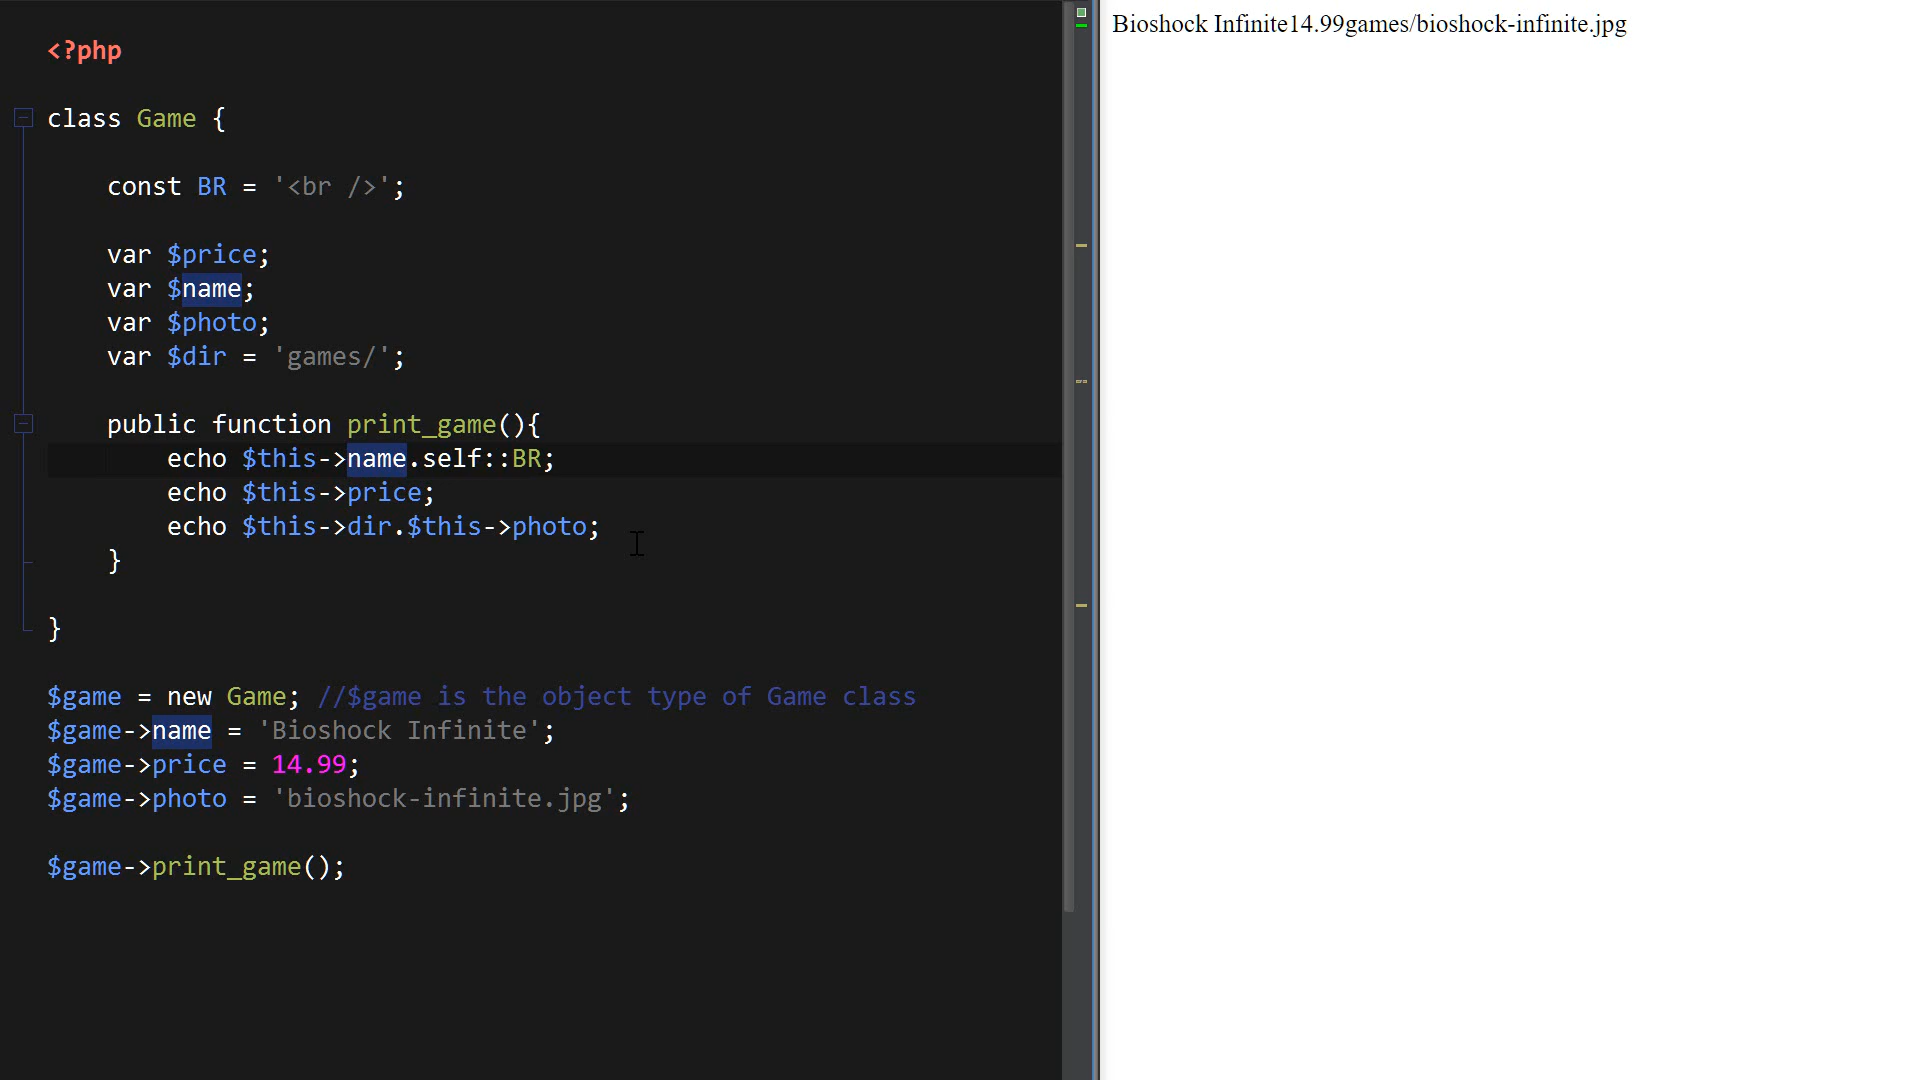 <?php
class Game {
const BR = '<br />';
var $price;
var $name;
var $photo;
var $dir = 'games/';
public function print_game(){
echo $this->name.self::BR;
echo $this->price;
echo $this->dir.$this->photo;
}
}
$game = new Game; //$game is the object type of Game class
$game->name = 'Bioshock Infinite';
$game->price = 14.99;
$game->photo = 'bioshock-infinite.jpg';
$game->print_game();
Bioshock Infinite14.99games/bioshock-infinite.jpg